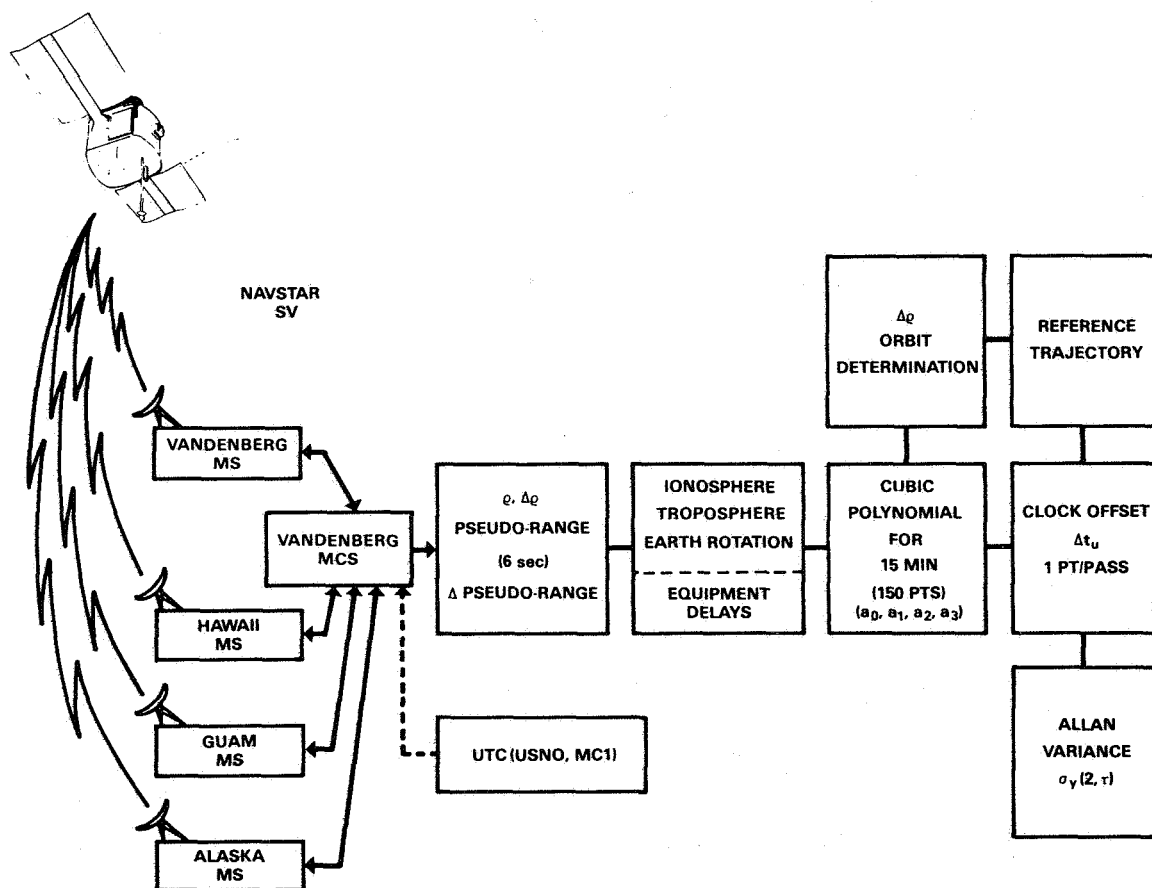 NAVSTAR
SV
VANDENBERG
MS
HAWAII
MS
GUAM
MS
ALASKA
MS
VANDENBERG
MCS
UTC (USNO, MC1)
ϱ, Δϱ
PSEUDO-RANGE
(6 sec)
Δ PSEUDO-RANGE
IONOSPHERE
TROPOSPHERE
EARTH ROTATION
EQUIPMENT
DELAYS
CUBIC
POLYNOMIAL
FOR
15 MIN
(150 PTS)
(a₀, a₁, a₂, a₃)
Δϱ
ORBIT
DETERMINATION
REFERENCE
TRAJECTORY
CLOCK OFFSET
Δtᵤ
1 PT/PASS
ALLAN
VARIANCE
σ_y (2, τ)